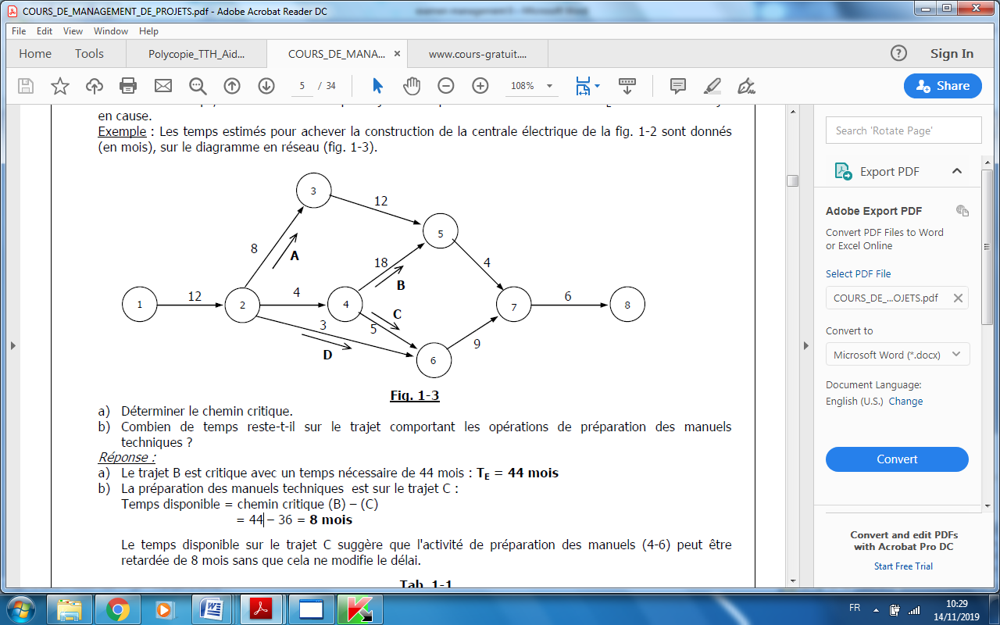 COURS_DE_MANAGEMENT_DE_PROJETS.pdf - Adobe Acrobat Reader DC
File Edit View Window Help
Home Tools Polycopie_TTH_Aid... COURS_DE_MANA... × www.cours-gratuit.... ? Sign In
5 / 34 108% Share
en cause.
Exemple : Les temps estimés pour achever la construction de la centrale électrique de la fig. 1-2 sont donnés
(en mois), sur le diagramme en réseau (fig. 1-3).
3
12
5
8
A
18
4
B
1
12
2
4
4
7
6
8
C
3
5
D
9
6
Fig. 1-3
a) Déterminer le chemin critique.
b) Combien de temps reste-t-il sur le trajet comportant les opérations de préparation des manuels
techniques ?
Réponse :
a) Le trajet B est critique avec un temps nécessaire de 44 mois : TE = 44 mois
b) La préparation des manuels techniques est sur le trajet C :
Temps disponible = chemin critique (B) – (C)
= 44 – 36 = 8 mois
Le temps disponible sur le trajet C suggère que l'activité de préparation des manuels (4-6) peut être
retardée de 8 mois sans que cela ne modifie le délai.
Tab. 1-1
Search 'Rotate Page'
Export PDF
Adobe Export PDF
Convert PDF Files to Word
or Excel Online
Select PDF File
COURS_DE_...OJETS.pdf
Convert to
Microsoft Word (*.docx)
Document Language:
English (U.S.) Change
Convert
Convert and edit PDFs
with Acrobat Pro DC
Start Free Trial
FR
10:29
14/11/2019